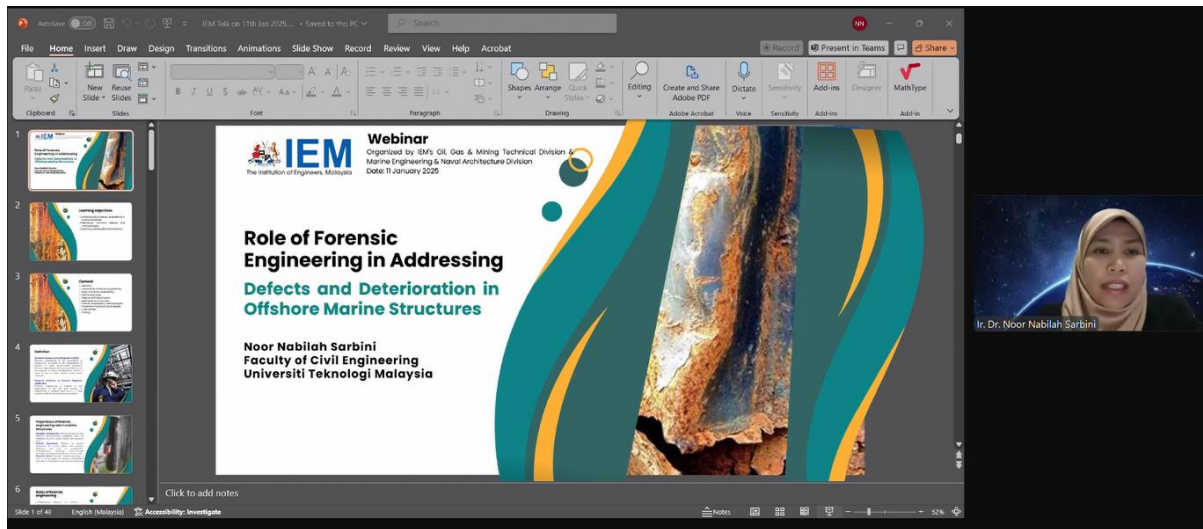 AutoSave Off
IEM Talk on 11th Jan 2025... • Saved to this PC
Search
NN
File Home Insert Draw Design Transitions Animations Slide Show Record Review View Help Acrobat
Record Present in Teams Share
Paste
New Slide
Reuse Slides
Shapes Arrange Quick Styles
Editing
Create and Share Adobe PDF
Dictate
Sensitivity
Add-ins
Designer
MathType
Clipboard Slides Font Paragraph Drawing Adobe Acrobat Voice Sensitivity Add-ins Add-in
1
2
Learning objectives
3
Content
4
Definition
5
6
IEM
The Institution of Engineers, Malaysia
Webinar
Organized by IEM's Oil, Gas & Mining Technical Division &
Marine Engineering & Naval Architecture Division
Date: 11 January 2025
Role of Forensic
Engineering in Addressing
Defects and Deterioration in
Offshore Marine Structures
Noor Nabilah Sarbini
Faculty of Civil Engineering
Universiti Teknologi Malaysia
Ir. Dr. Noor Nabilah Sarbini
Click to add notes
Slide 1 of 48 English (Malaysia) Accessibility: Investigate Notes 52%